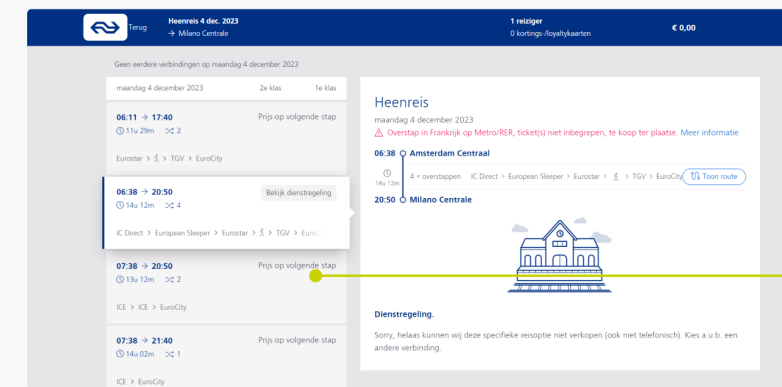 Terug
Heenreis 4 dec. 2023
→ Milano Centrale
1 reiziger
0 kortings-/loyaltykaarten
€ 0,00
Geen eerdere verbindingen op maandag 4 december 2023
maandag 4 december 2023 2e klas 1e klas
06:11 → 17:40 Prijs op volgende stap
11u 29m 2
Eurostar > TGV > EuroCity
06:38 → 20:50 Bekijk dienstregeling
14u 12m 4
IC Direct > European Sleeper > Eurostar > TGV >
07:38 → 20:50 Prijs op volgende stap
13u 12m 2
ICE > ICE > EuroCity
07:38 → 21:40 Prijs op volgende stap
14u 02m 1
ICE > EuroCity
Heenreis
maandag 4 december 2023
Overstap in Frankrijk op Metro/RER, ticket(s) niet inbegrepen, te koop ter plaatse. Meer informatie
06:38 Amsterdam Centraal
14u 12m
4 × overstappen IC Direct > European Sleeper > Eurostar > TGV > EuroCity Toon route
20:50 Milano Centrale
Dienstregeling.
Sorry, helaas kunnen wij deze specifieke reisoptie niet verkopen (ook niet telefonisch). Kies a.u.b. een
andere verbinding.